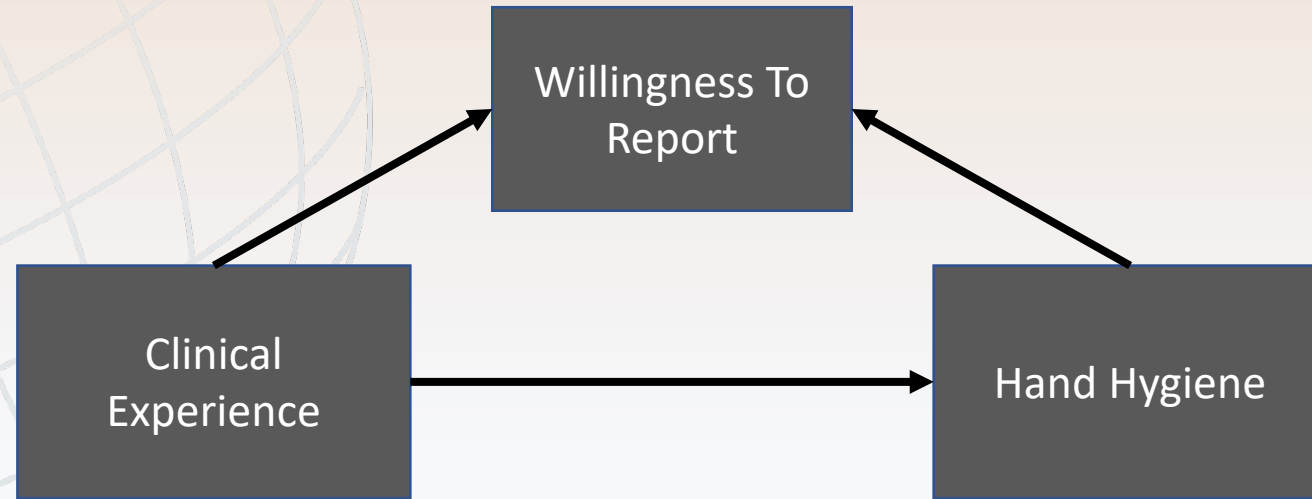 Willingness To
Report
Clinical
Experience
Hand Hygiene